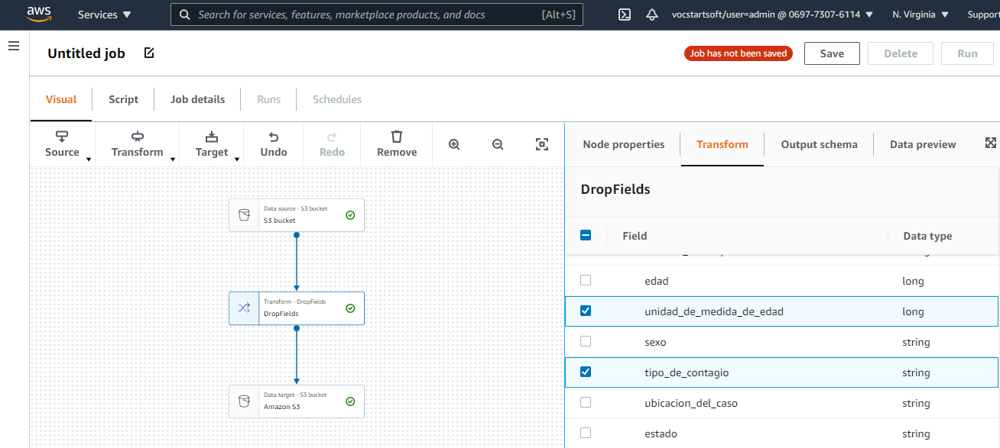 aws
Services
Search for services, features, marketplace products, and docs
[Alt+S]
vocstartsoft/user=admin @ 0697-7307-6114
N. Virginia
Support
Untitled job
Job has not been saved
Save
Delete
Run
Visual
Script
Job details
Runs
Schedules
Source
Transform
Target
Undo
Redo
Remove
Node properties
Transform
Output schema
Data preview
Data source - S3 bucket
S3 bucket
Transform - DropFields
DropFields
Data target - S3 bucket
Amazon S3
DropFields
Field
Data type
edad
long
unidad_de_medida_de_edad
long
sexo
string
tipo_de_contagio
string
ubicacion_del_caso
string
estado
string